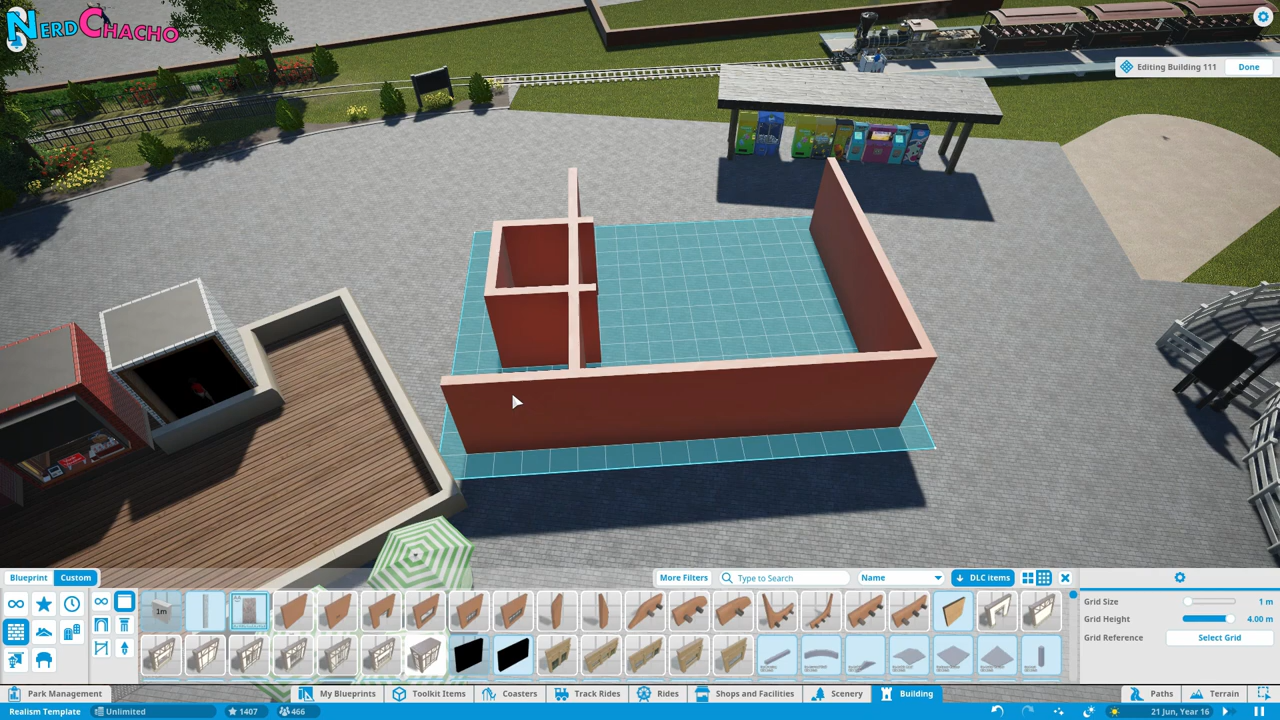 NERDCHACHO
Editing Building 111 Done
Blueprint Custom More Filters Type to Search Name DLC items
1m
Grid Size 1 m
Grid Height 4.00 m
Grid Reference Select Grid
Park Management My Blueprints Toolkit Items Coasters Track Rides Rides Shops and Facilities Scenery Building Paths Terrain
Realism Template Unlimited 1407 466 21 Jun, Year 16